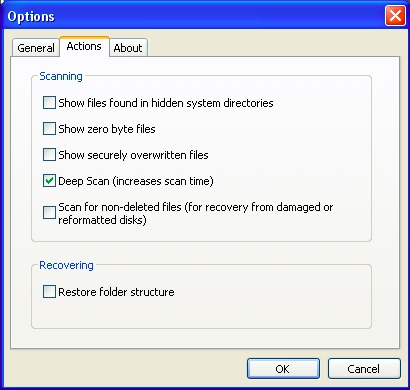 Options
General
Actions
About
Scanning
Show files found in hidden system directories
Show zero byte files
Show securely overwritten files
Deep Scan (increases scan time)
Scan for non-deleted files (for recovery from damaged or
reformatted disks)
Recovering
Restore folder structure
OK
Cancel